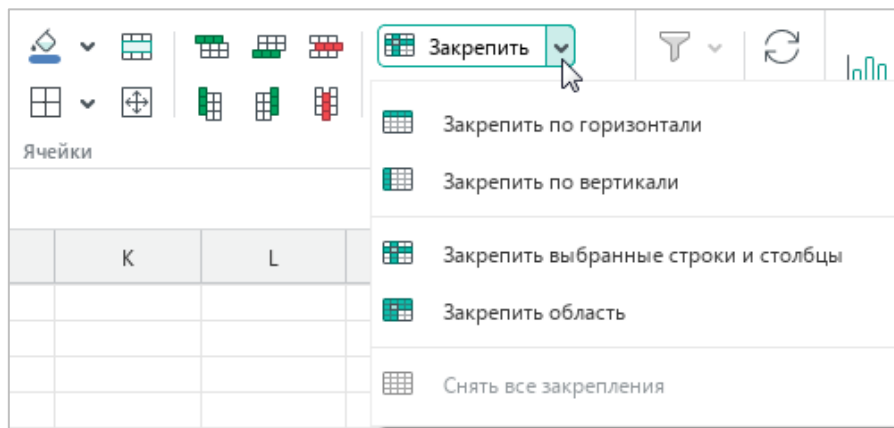 Закрепить
Ячейки
K
L
Закрепить по горизонтали
Закрепить по вертикали
Закрепить выбранные строки и столбцы
Закрепить область
Снять все закрепления